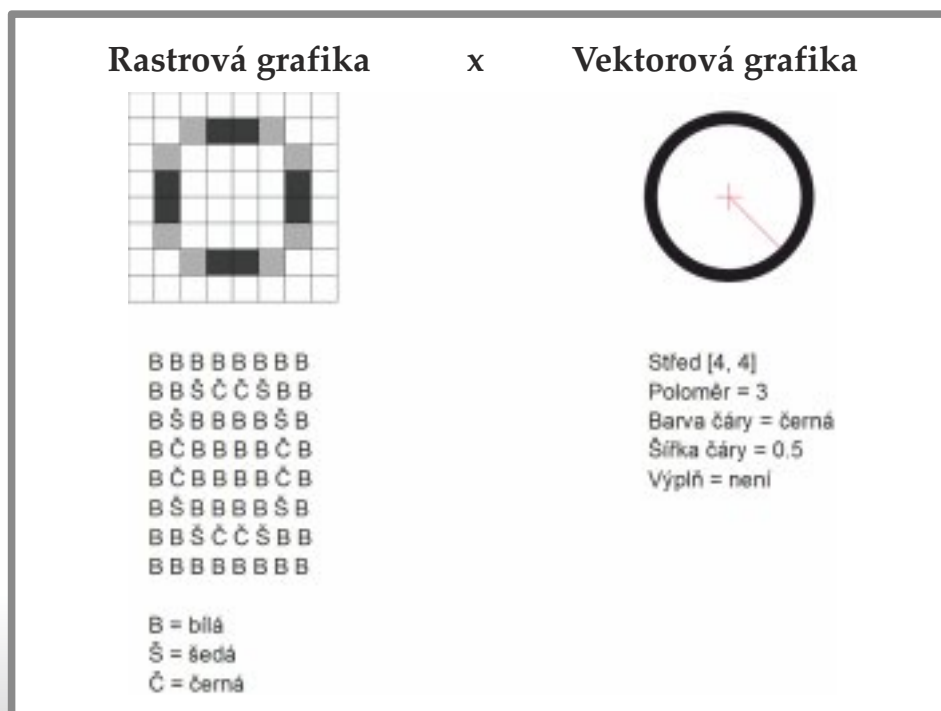 Rastrová grafika x Vektorová grafika
B B B B B B B B
B B Š Č Č Š B B
B Š B B B B Š B
B Č B B B B Č B
B Č B B B B Č B
B Š B B B B Š B
B B Š Č Č Š B B
B B B B B B B B
B = bílá
Š = šedá
Č = černá
Střed [4, 4]
Poloměr = 3
Barva čáry = černá
Šířka čáry = 0.5
Výplň = není